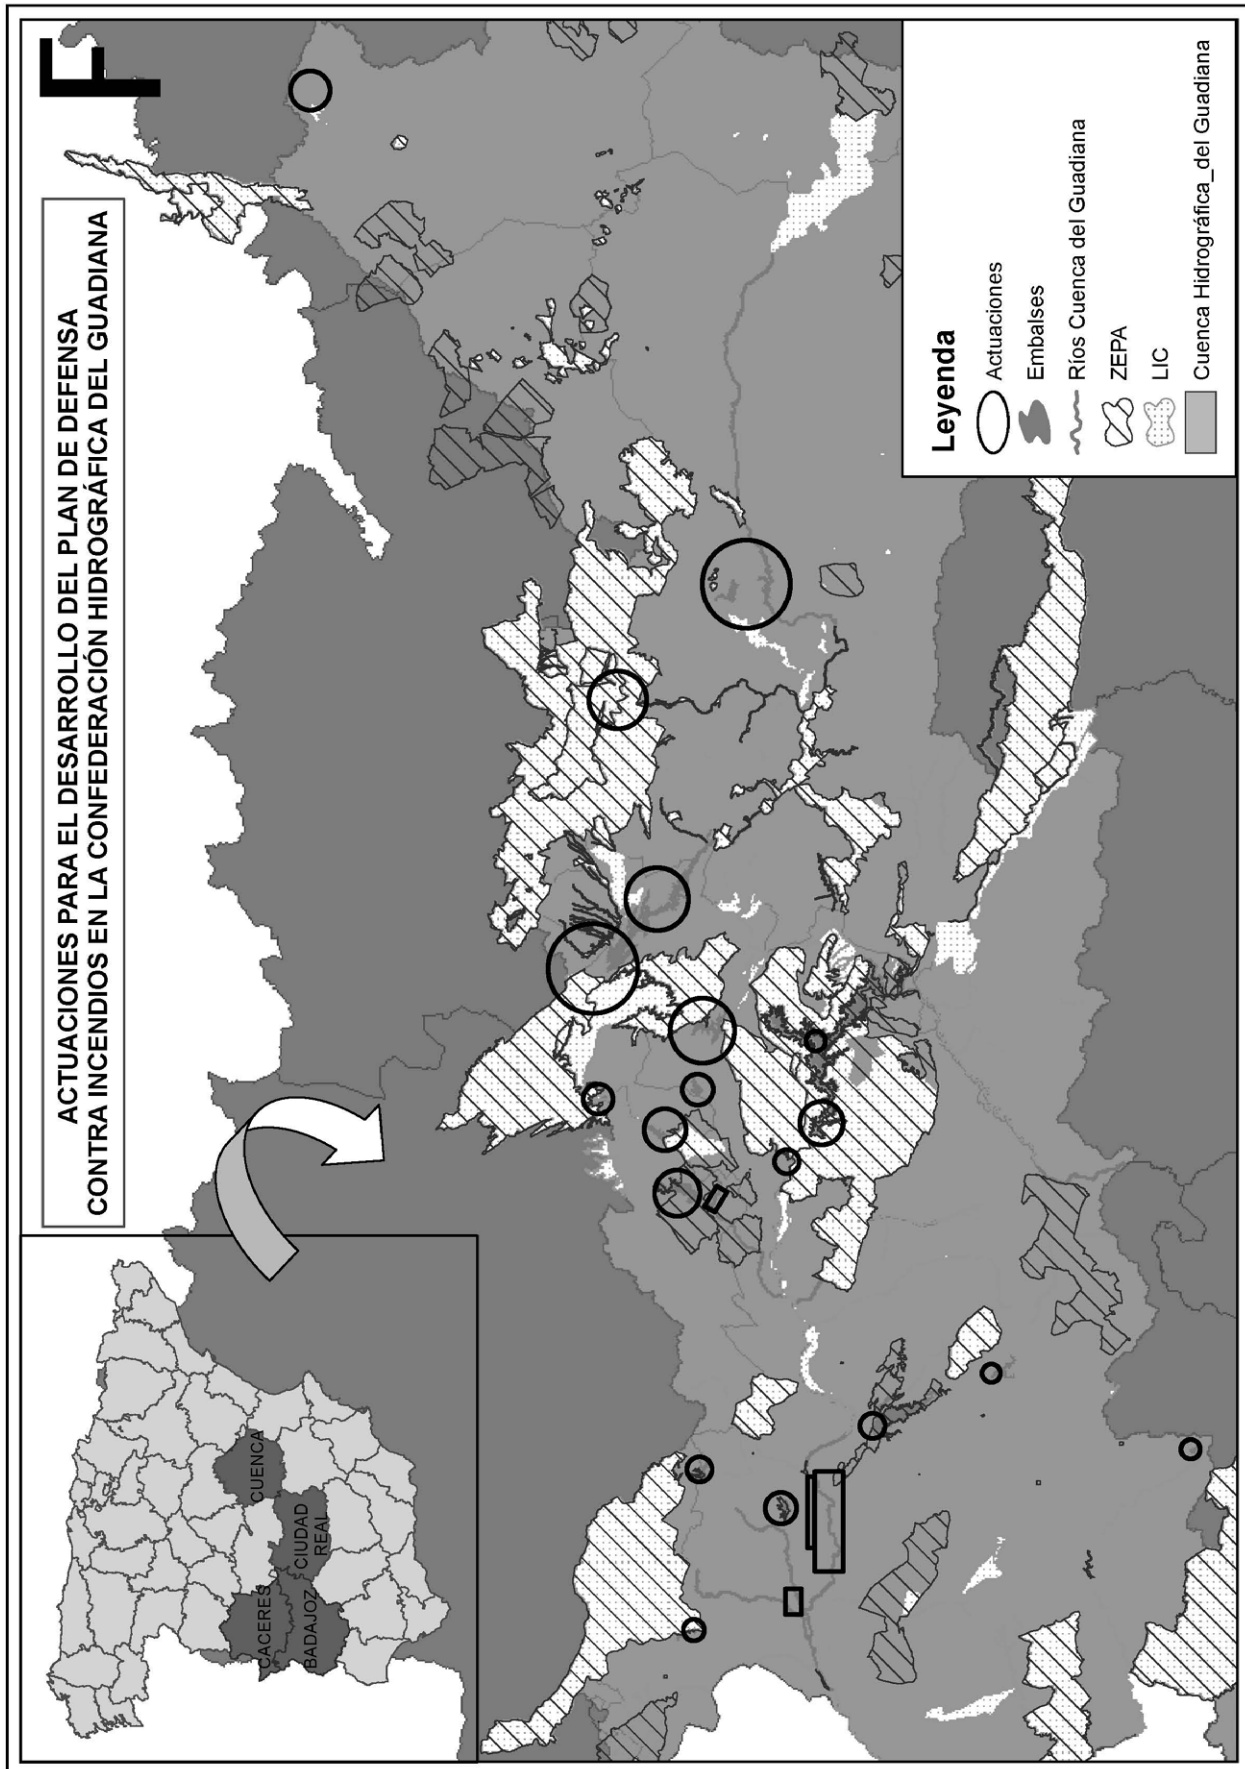 ACTUACIONES PARA EL DESARROLLO DEL PLAN DE DEFENSA
CONTRA INCENDIOS EN LA CONFEDERACIÓN HIDROGRÁFICA DEL GUADIANA
CACERES
BADAJOZ
CIUDAD
REAL
CUENCA
Leyenda
Actuaciones
Embalses
Ríos Cuenca del Guadiana
ZEPA
LIC
Cuenca Hidrográfica_del Guadiana